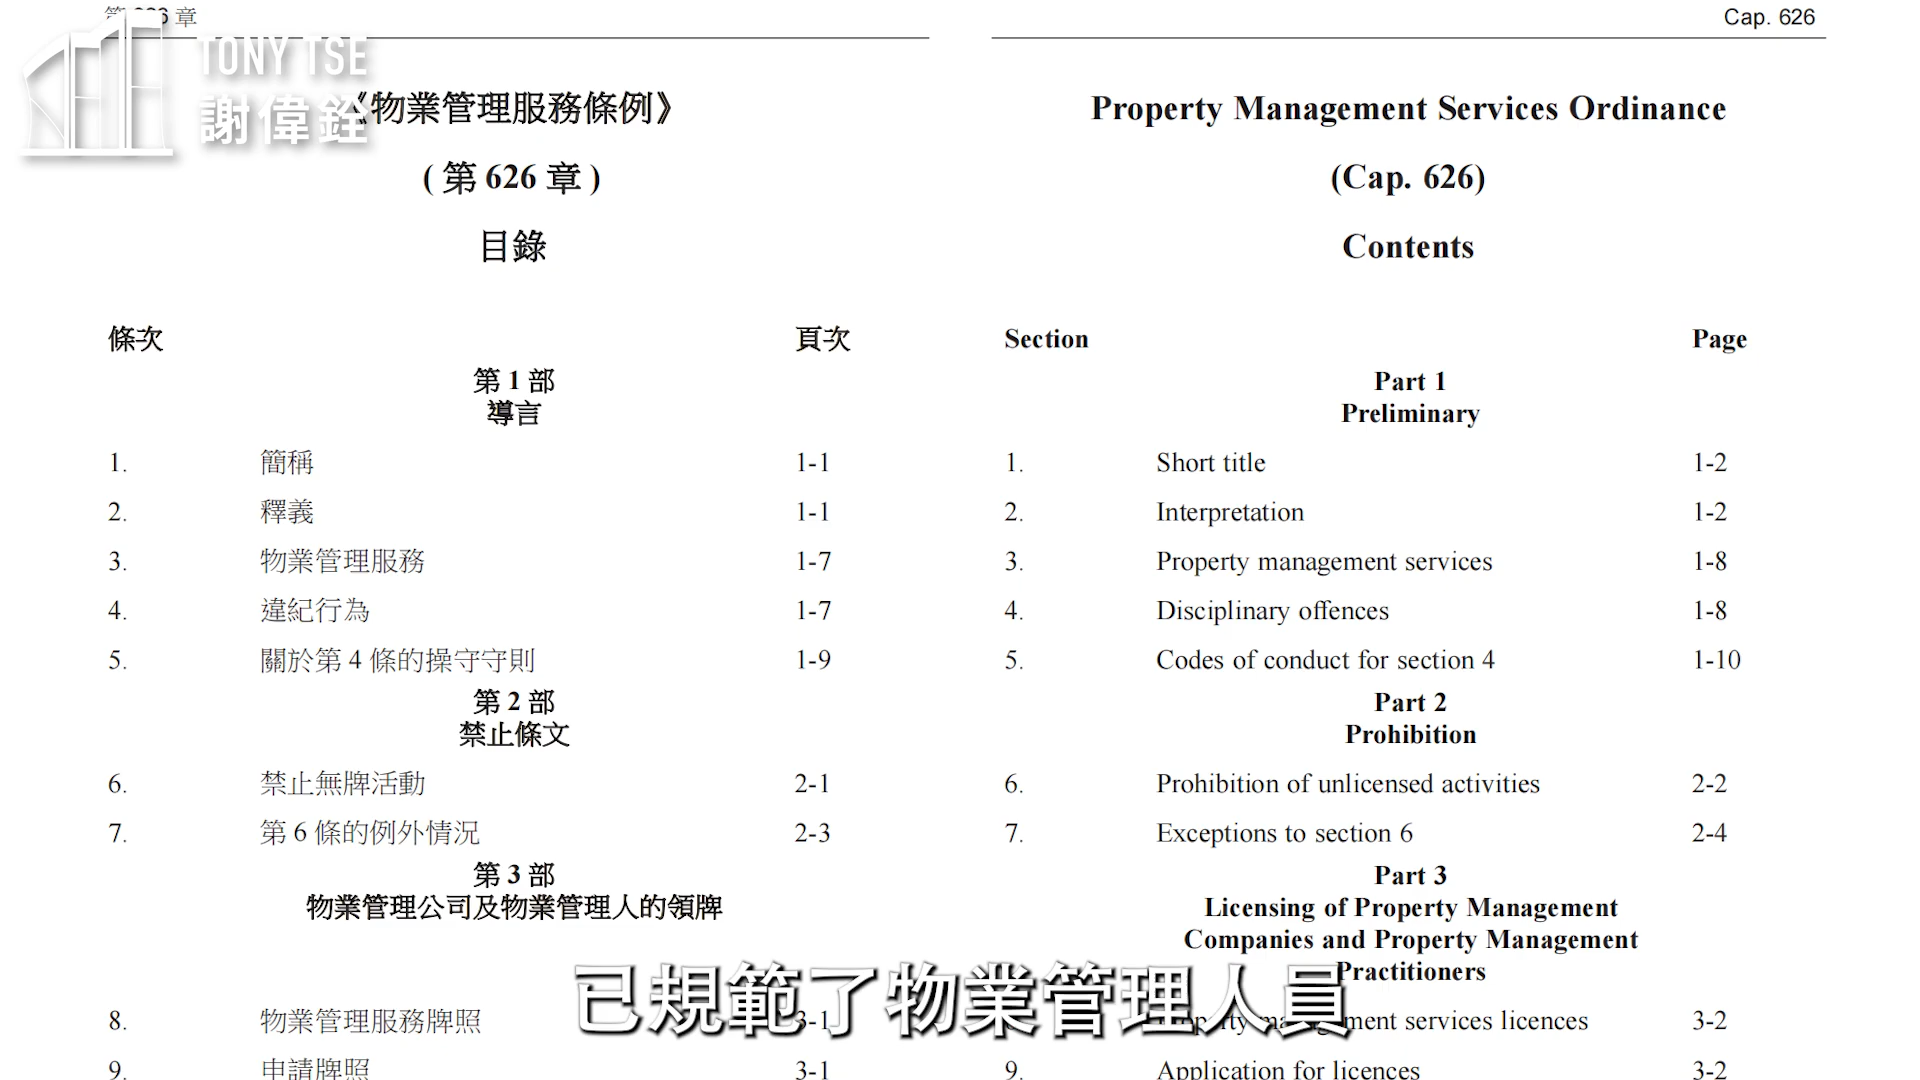 第 626 章
Cap. 626
TONY TSE
謝偉銓
《物業管理服務條例》
( 第 626 章 )
目錄
條次 頁次
第 1 部
導言
1. 簡稱 1-1
2. 釋義 1-1
3. 物業管理服務 1-7
4. 違紀行為 1-7
5. 關於第 4 條的操守守則 1-9
第 2 部
禁止條文
6. 禁止無牌活動 2-1
7. 第 6 條的例外情況 2-3
第 3 部
物業管理公司及物業管理人的領牌
8. 物業管理服務牌照 3-1
9. 申請牌照 3-1
Property Management Services Ordinance
(Cap. 626)
Contents
Section Page
Part 1
Preliminary
1. Short title 1-2
2. Interpretation 1-2
3. Property management services 1-8
4. Disciplinary offences 1-8
5. Codes of conduct for section 4 1-10
Part 2
Prohibition
6. Prohibition of unlicensed activities 2-2
7. Exceptions to section 6 2-4
Part 3
Licensing of Property Management
Companies and Property Management
Practitioners
Property management services licences 3-2
9. Application for licences 3-2
已規範了物業管理人員